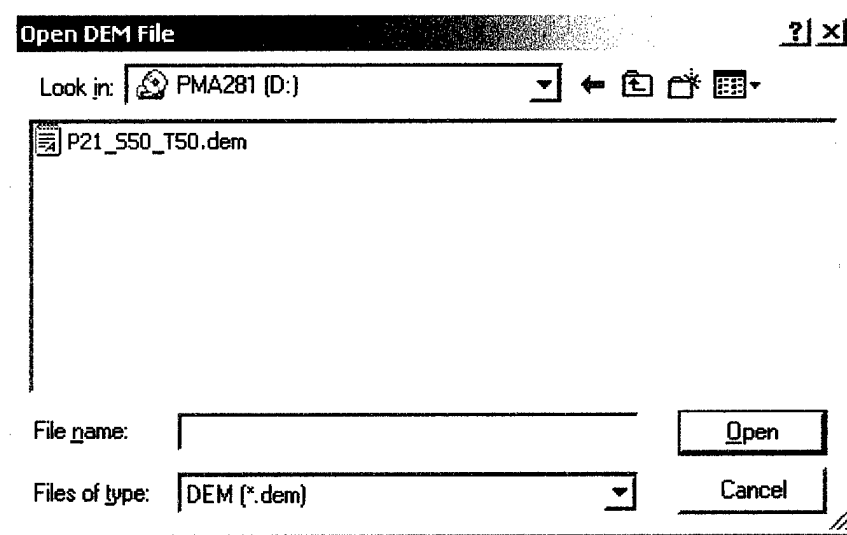 Open DEM File ? ×
Look in: PMA281 (D:)
P21_S50_T50.dem
File name: Open
Files of type: DEM (*.dem) Cancel